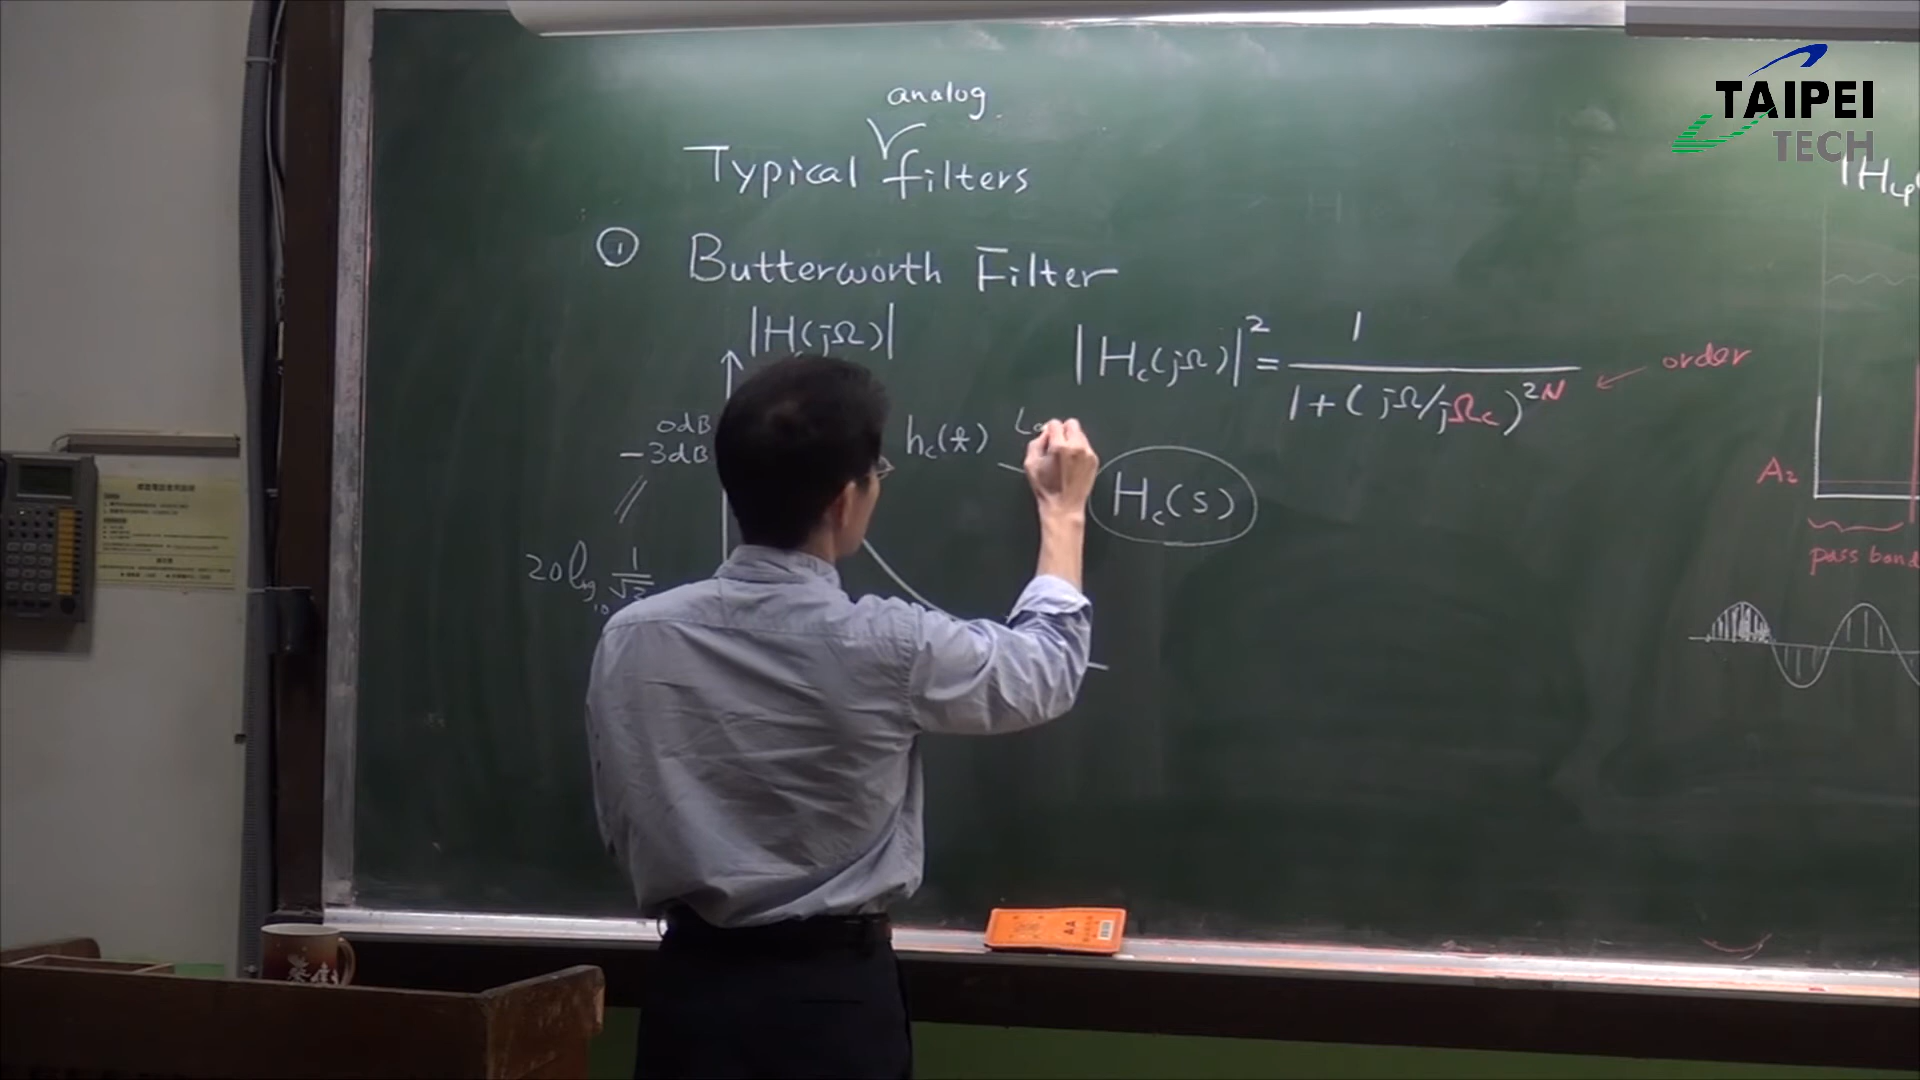 TAIPEI
TECH
analog
Typical filters
① Butterworth Filter
|H(jΩ)|
|Hc(jΩ)|² = 1 / 1+(jΩ/jΩc)^2N
order
0dB
-3dB
hc(t)
Hc(s)
20 log10 1/√2
A2
pass band